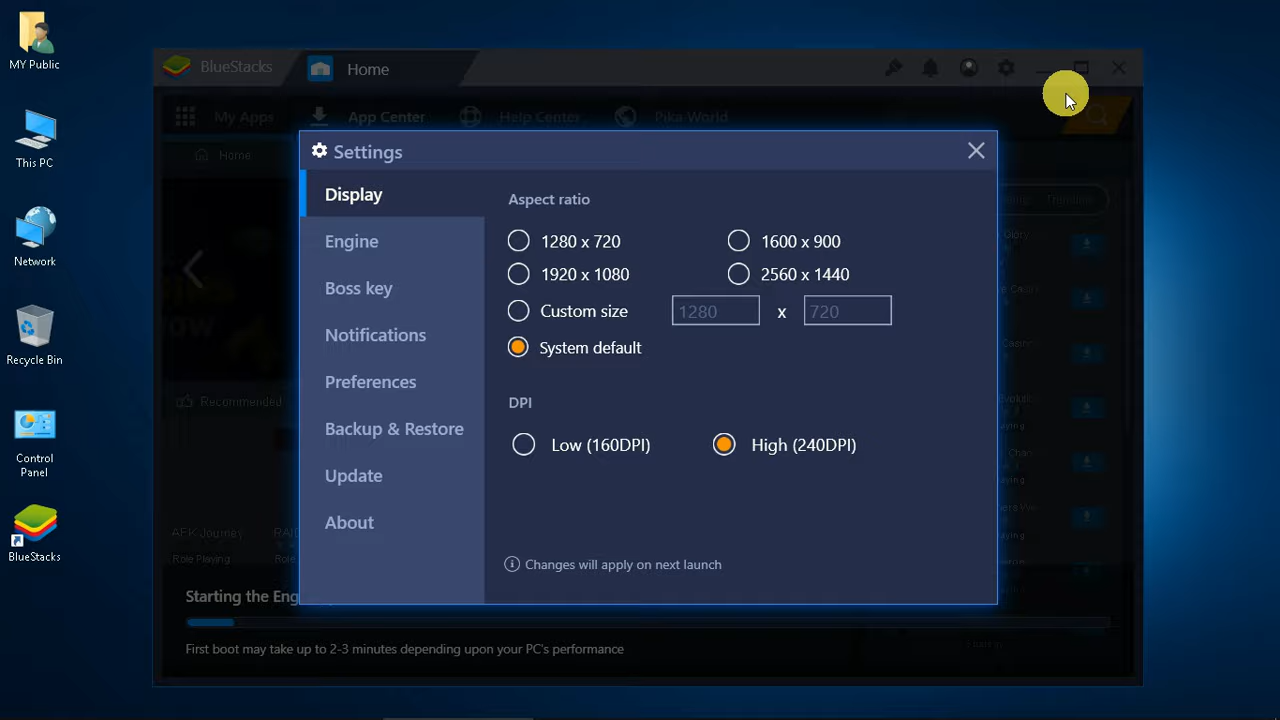 MY Public
This PC
Network
Recycle Bin
Control
Panel
BlueStacks
BlueStacks
Home
My Apps
App Center
Help Center
Pika World
Home
Settings
Display
Engine
Boss key
Notifications
Preferences
Backup & Restore
Update
About
Aspect ratio
1280 x 720
1600 x 900
1920 x 1080
2560 x 1440
Custom size
1280 x 720
System default
DPI
Low (160DPI)
High (240DPI)
Changes will apply on next launch
Recommended
AFK Journey
Role Playing
Starting the Eng
First boot may take up to 2-3 minutes depending upon your PC's performance